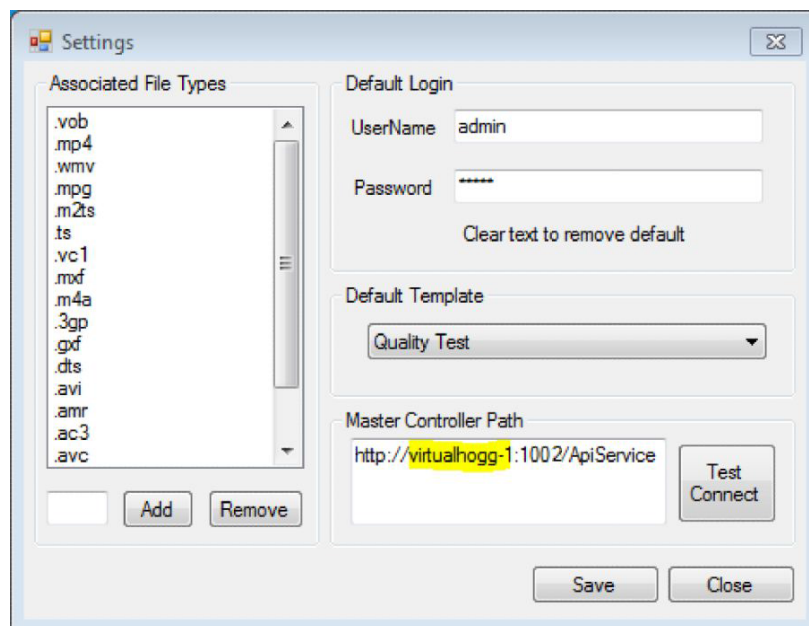 Settings
Associated File Types
.vob
.mp4
.wmv
.mpg
.m2ts
.ts
.vc1
.mxf
.m4a
.3gp
.gxf
.dts
.avi
.amr
.ac3
.avc
Add
Remove
Default Login
UserName admin
Password *****
Clear text to remove default
Default Template
Quality Test
Master Controller Path
http://virtualhogg-1:1002/ApiService
Test
Connect
Save
Close